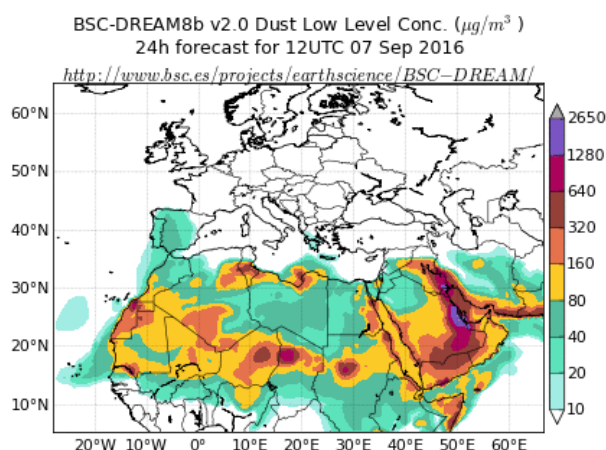 BSC-DREAM8b v2.0 Dust Low Level Conc. (μg/m³ )
24h forecast for 12UTC 07 Sep 2016
http://www.bsc.es/projects/earthscience/BSC−DREAM/
60°N
50°N
40°N
30°N
20°N
10°N
20°W 10°W 0° 10°E 20°E 30°E 40°E 50°E 60°E
2650
1280
640
320
160
80
40
20
10